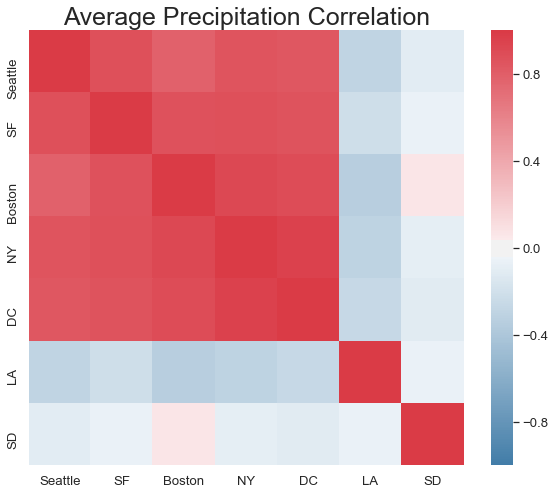 Average Precipitation Correlation
Seattle
SF
Boston
NY
DC
LA
SD
Seattle SF Boston NY DC LA SD
0.8
0.4
0.0
−0.4
−0.8